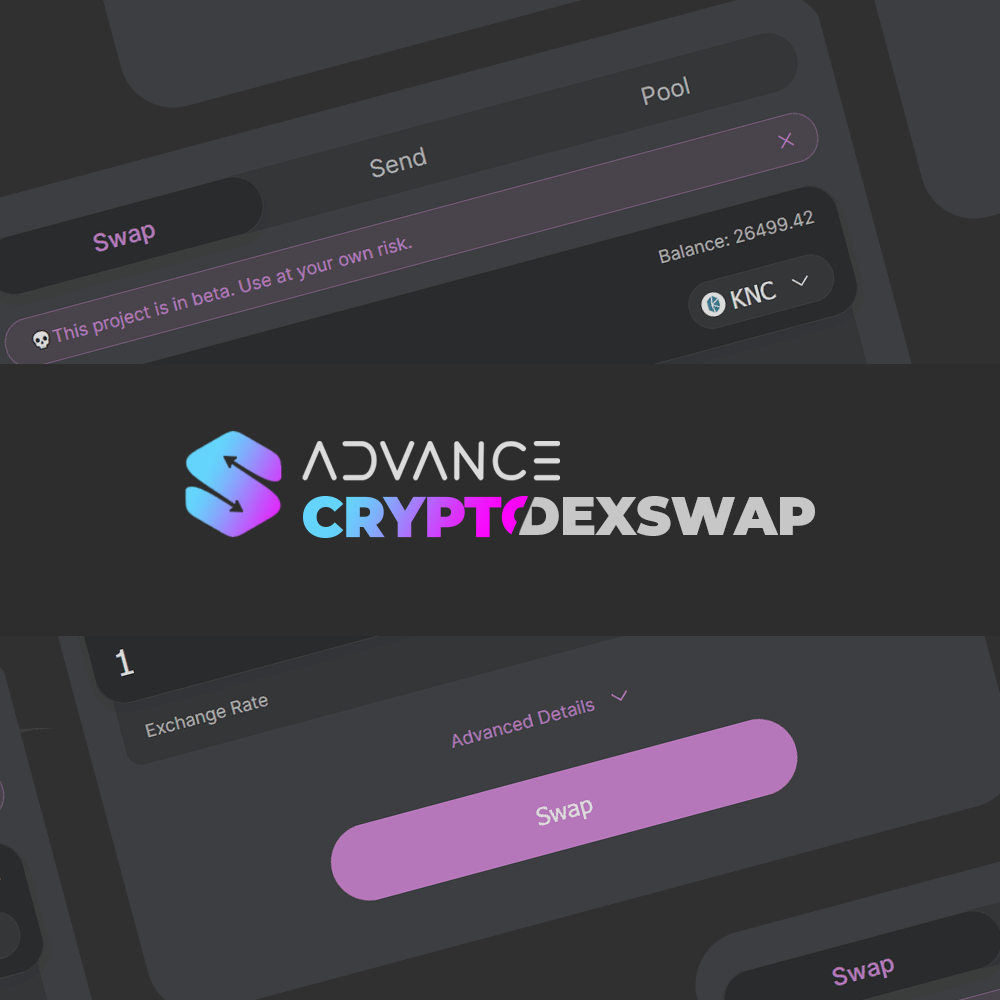 Pool
Send
Swap
💀This project is in beta. Use at your own risk.
Balance: 26499.42
KNC
ADVANCE
CRYPTODEXSWAP
1
Exchange Rate
Advanced Details
Swap
Swap